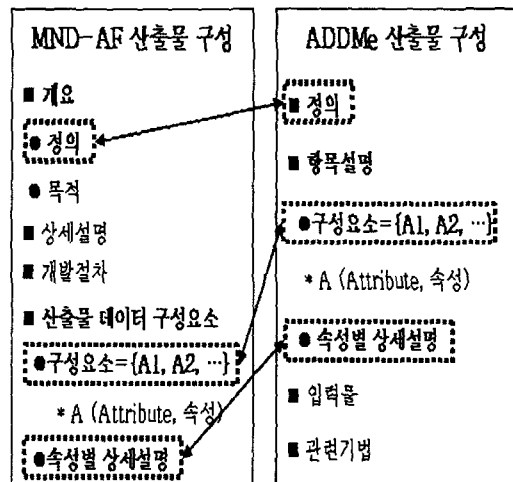 MND-AF 산출물 구성
■ 개요
● 정의
● 목적
■ 상세설명
■ 개발절차
■ 산출물 데이터 구성요소
●구성요소={A1, A2, …}
* A (Attribute, 속성)
●속성별 상세설명
ADDMe 산출물 구성
■ 정의
■ 항목설명
●구성요소={A1, A2, …}
* A (Attribute, 속성)
● 속성별 상세설명
■ 입력물
■ 관련기법